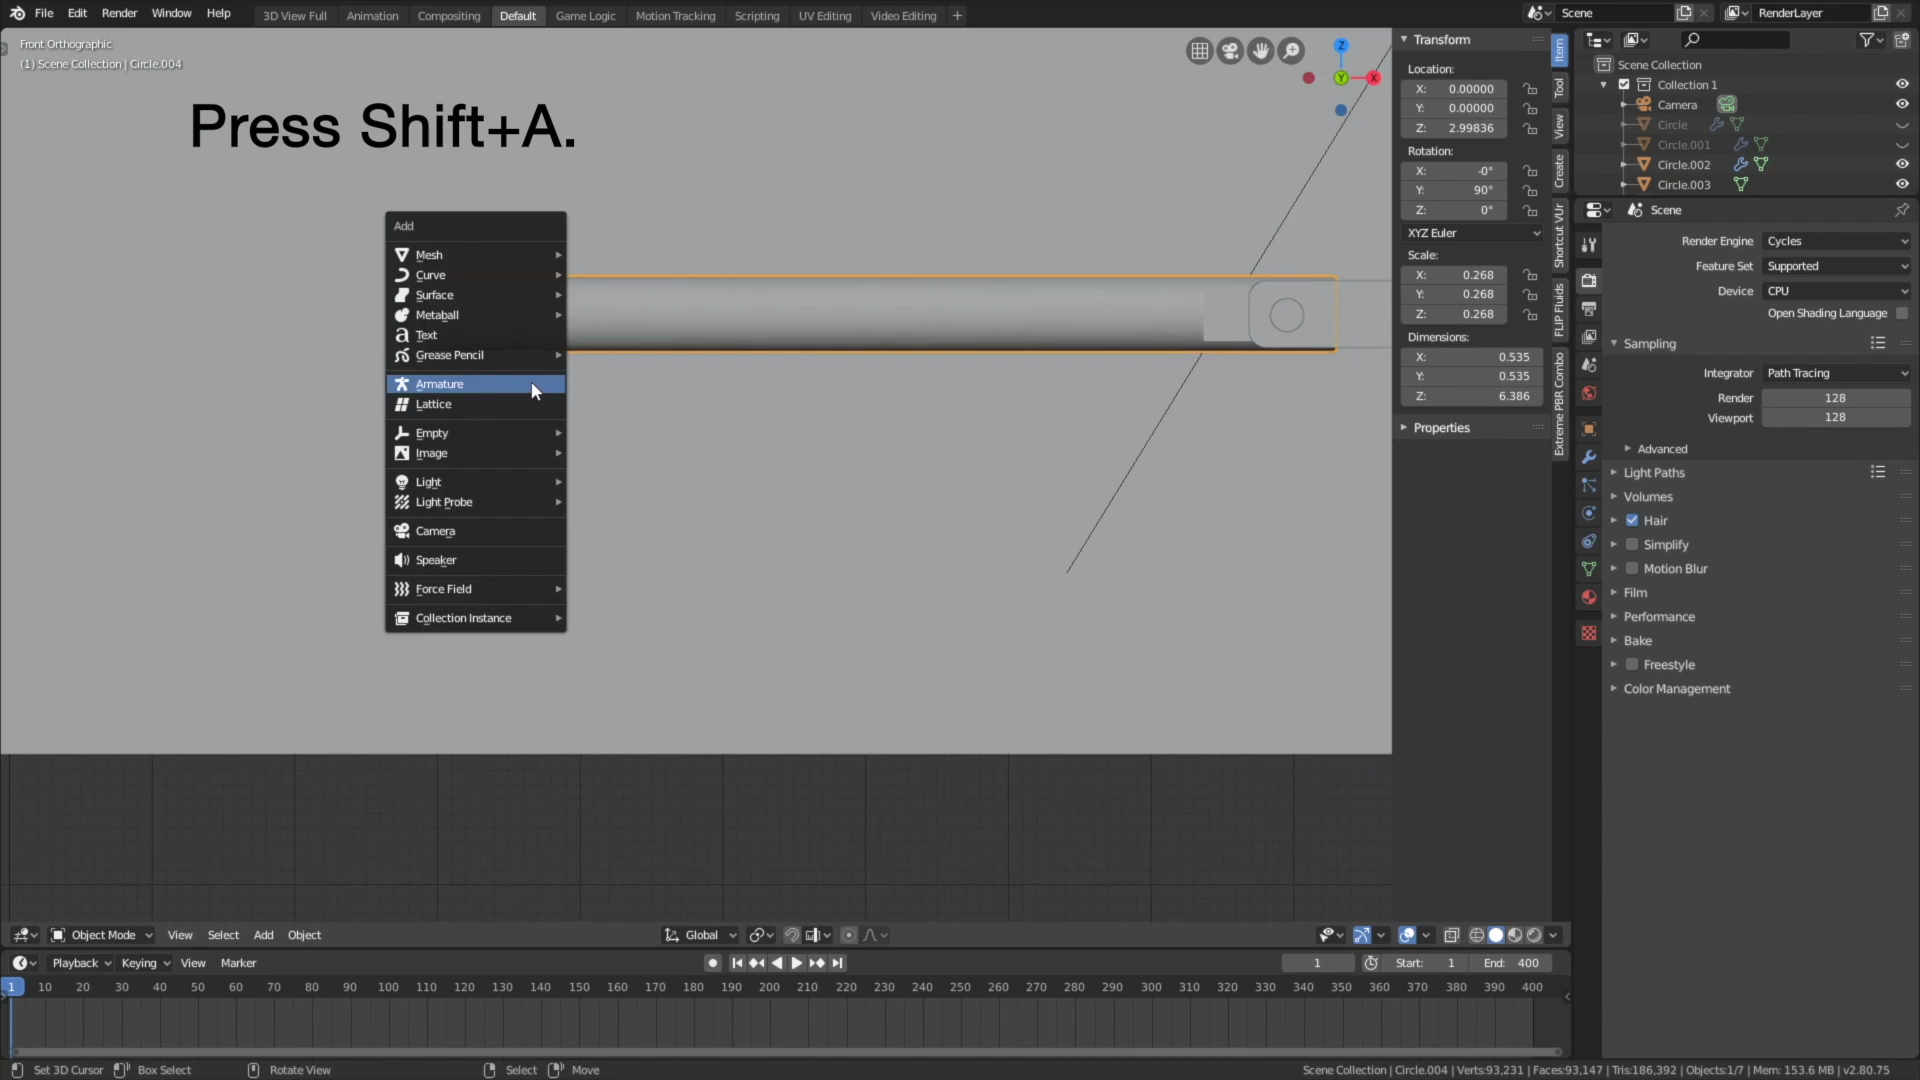 File Edit Render Window Help
3D View Full Animation Compositing Default Game Logic Motion Tracking Scripting UV Editing Video Editing +
Scene
RenderLayer
Front Orthographic
(1) Scene Collection | Circle.004
Press Shift+A.
Z
Y
X
Add
Mesh
Curve
Surface
Metaball
Text
Grease Pencil
Armature
Lattice
Empty
Image
Light
Light Probe
Camera
Speaker
Force Field
Collection Instance
Transform
Location:
X: 0.00000
Y: 0.00000
Z: 2.99836
Rotation:
X: -0°
Y: 90°
Z: 0°
XYZ Euler
Scale:
X: 0.268
Y: 0.268
Z: 0.268
Dimensions:
X: 0.535
Y: 0.535
Z: 6.386
Properties
Item
Tool
View
Create
Shortcut VUr
FLIP Fluids
Extreme PBR Combo
Scene Collection
Collection 1
Camera
Circle
Circle.001
Circle.002
Circle.003
Scene
Render Engine Cycles
Feature Set Supported
Device CPU
Open Shading Language
Sampling
Integrator Path Tracing
Render 128
Viewport 128
Advanced
Light Paths
Volumes
Hair
Simplify
Motion Blur
Film
Performance
Bake
Freestyle
Color Management
Object Mode View Select Add Object
Global
Playback Keying View Marker
1 Start: 1 End: 400
1 10 20 30 40 50 60 70 80 90 100 110 120 130 140 150 160 170 180 190 200 210 220 230 240 250 260 270 280 290 300 310 320 330 340 350 360 370 380 390 400
Set 3D Cursor Box Select Rotate View Select Move
Scene Collection | Circle.004 | Verts:93,231 | Faces:93,147 | Tris:186,392 | Objects:1/7 | Mem: 153.6 MB | v2.80.75